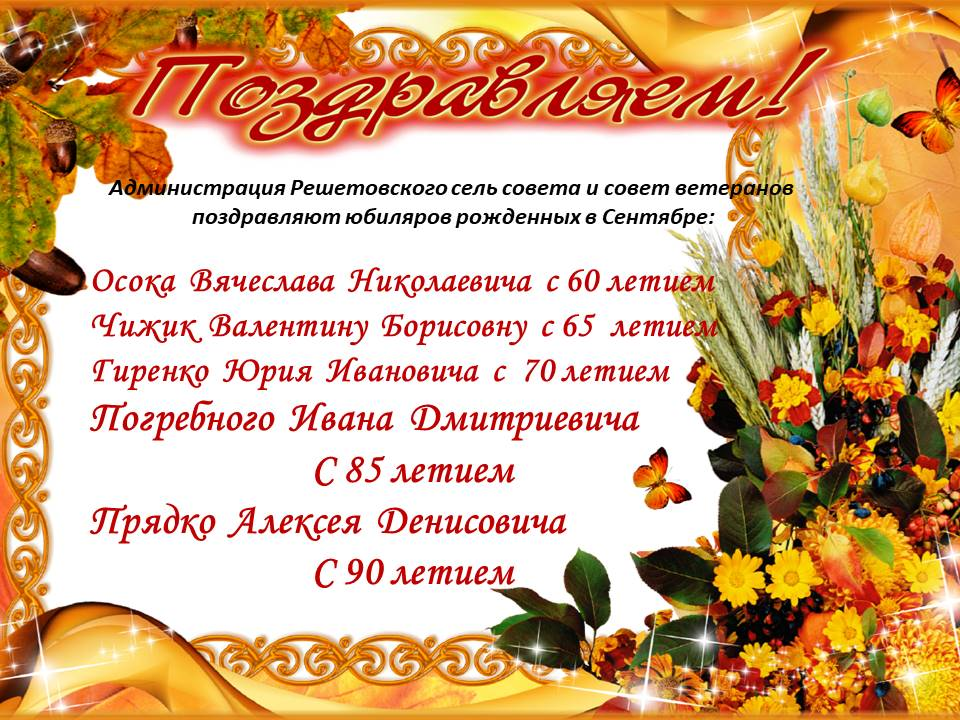 Поздравляем!
Администрация Решетовского сель совета и совет ветеранов
поздравляют юбиляров рожденных в Сентябре:
Осока Вячеслава Николаевича с 60 летием
Чижик Валентину Борисовну с 65 летием
Гиренко Юрия Ивановича с 70 летием
Погребного Ивана Дмитриевича
С 85 летием
Прядко Алексея Денисовича
С 90 летием